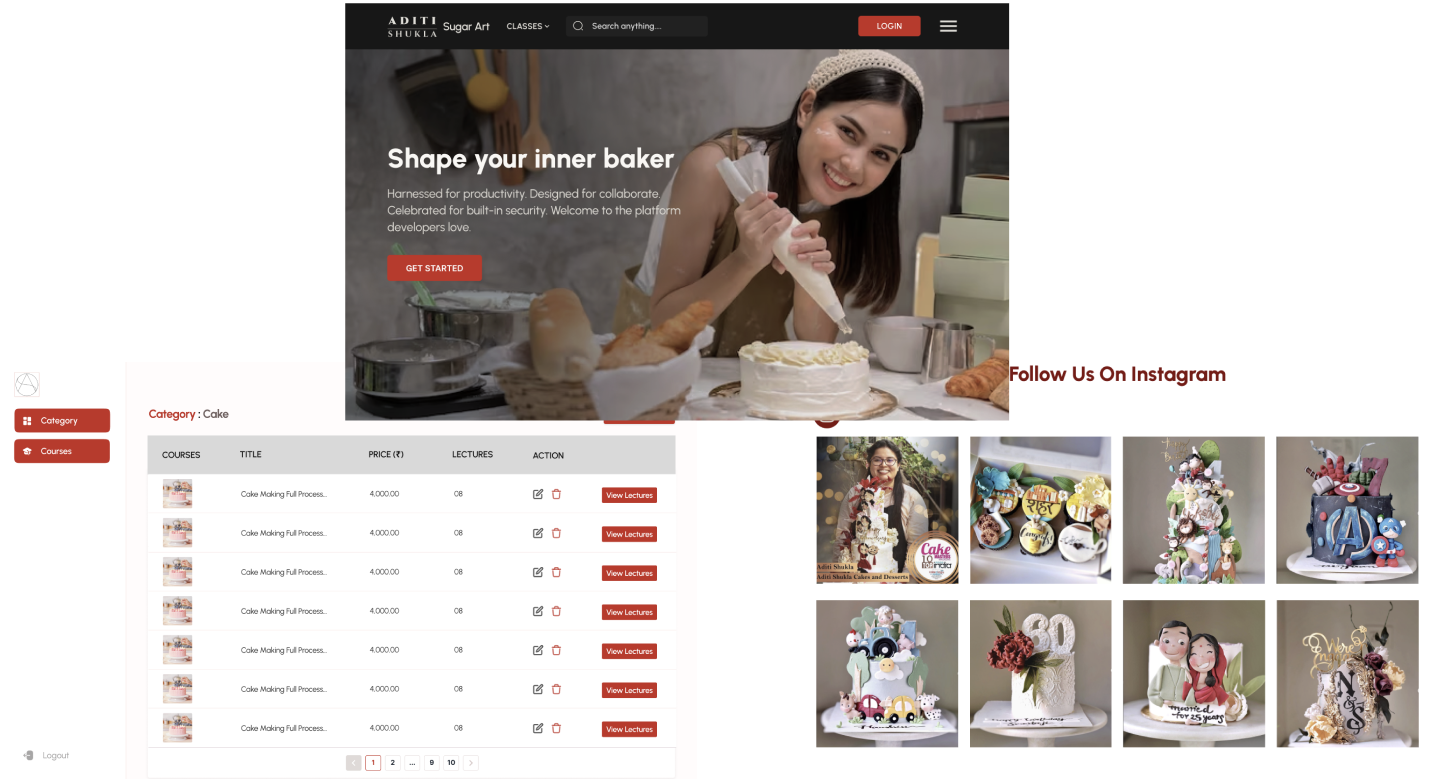 ADITI
SHUKLA
Sugar Art
CLASSES
Search anything....
LOGIN
Shape your inner baker
Harnessed for productivity. Designed for collaborate.
Celebrated for built-in security. Welcome to the platform
developers love.
GET STARTED
Category
Courses
Logout
Category : Cake
COURSES TITLE PRICE (₹) LECTURES ACTION
Cake Making Full Process... 4,000.00 08 View Lectures
Cake Making Full Process... 4,000.00 08 View Lectures
Cake Making Full Process... 4,000.00 08 View Lectures
Cake Making Full Process... 4,000.00 08 View Lectures
Cake Making Full Process... 4,000.00 08 View Lectures
Cake Making Full Process... 4,000.00 08 View Lectures
Cake Making Full Process... 4,000.00 08 View Lectures
< 1 2 ... 9 10 >
Follow Us On Instagram
Cake
India
Aditi Shukla
Aditi Shukla Cakes and Desserts
शहर
A
60
married
for 25 years
N
&
S